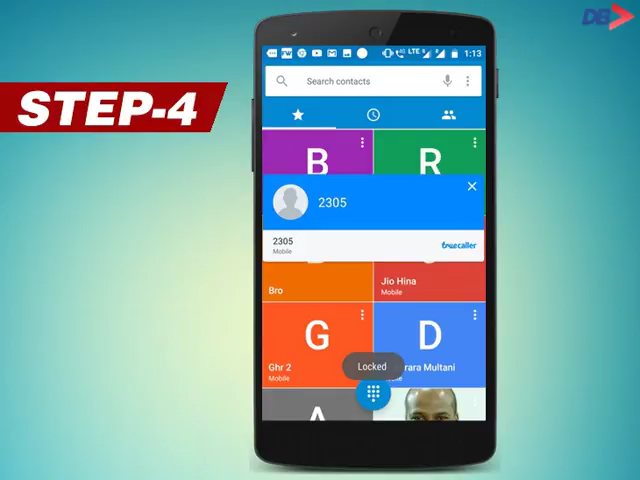 DB
STEP-4
LTE
1:13
Search contacts
B
R
2305
2305
Mobile
truecaller
Bro
Jio Hina
Mobile
G
D
Ghr 2
Mobile
rara Multani
Locked
A